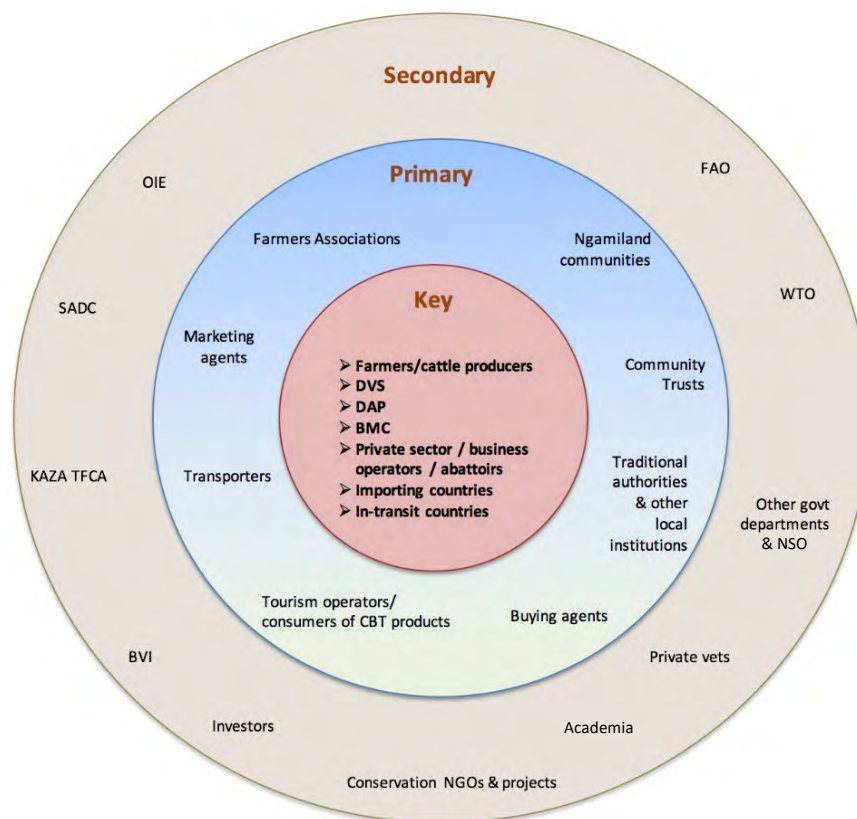 Secondary
OIE
FAO
SADC
WTO
KAZA TFCA
Other govt
departments
& NSO
BVI
Private vets
Investors
Academia
Conservation NGOs & projects
Primary
Farmers Associations
Ngamiland
communities
Marketing
agents
Community
Trusts
Transporters
Traditional
authorities
& other
local
institutions
Tourism operators/
consumers of CBT products
Buying agents
Key
➢ Farmers/cattle producers
➢ DVS
➢ DAP
➢ BMC
➢ Private sector / business
operators / abattoirs
➢ Importing countries
➢ In-transit countries